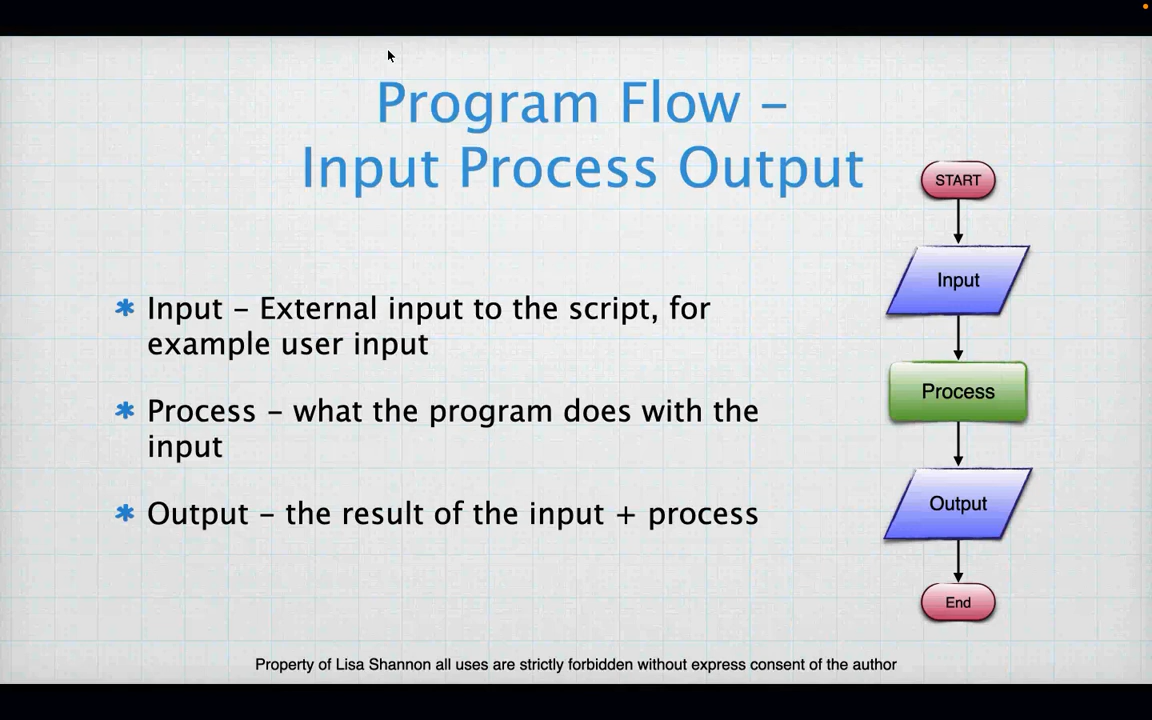 Program Flow –
Input Process Output
* Input – External input to the script, for
example user input
* Process – what the program does with the
input
* Output – the result of the input + process
START
Input
Process
Output
End
Property of Lisa Shannon all uses are strictly forbidden without express consent of the author